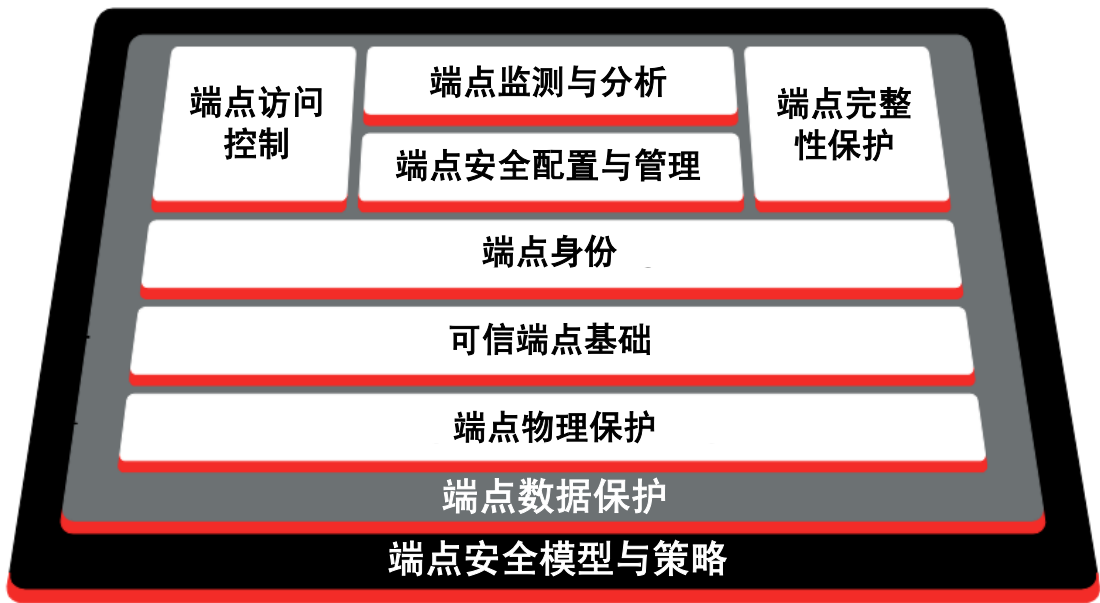 端点访问
控制
端点监测与分析
端点安全配置与管理
端点完整
性保护
端点身份
可信端点基础
端点物理保护
端点数据保护
端点安全模型与策略